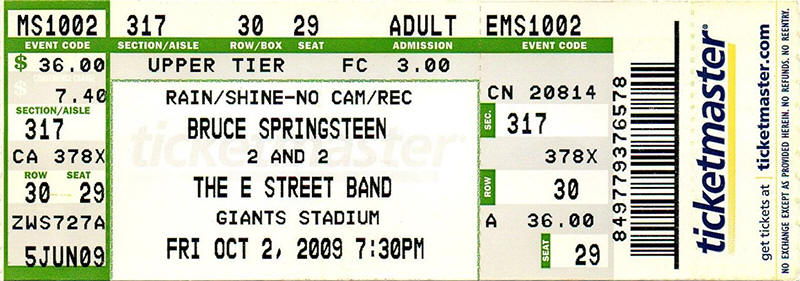 MS1002 317 30 29 ADULT EMS1002
EVENT CODE SECTION/AISLE ROW/BOX SEAT ADMISSION EVENT CODE
$ 36.00 UPPER TIER FC 3.00
$ 7.40
SECTION/AISLE
317
CA 378X
ROW SEAT
30 29
ZWS727A
5JUN09
RAIN/SHINE-NO CAM/REC
BRUCE SPRINGSTEEN
2 AND 2
THE E STREET BAND
GIANTS STADIUM
FRI OCT 2, 2009 7:30PM
ticketmaster
CN 20814
SEC. 317
378X
ROW 30
A 36.00
SEAT 29
849779376578
ticketmaster®
get tickets at | ticketmaster.com
NO EXCHANGE EXCEPT AS PROVIDED HEREIN. NO REFUNDS. NO REENTRY.